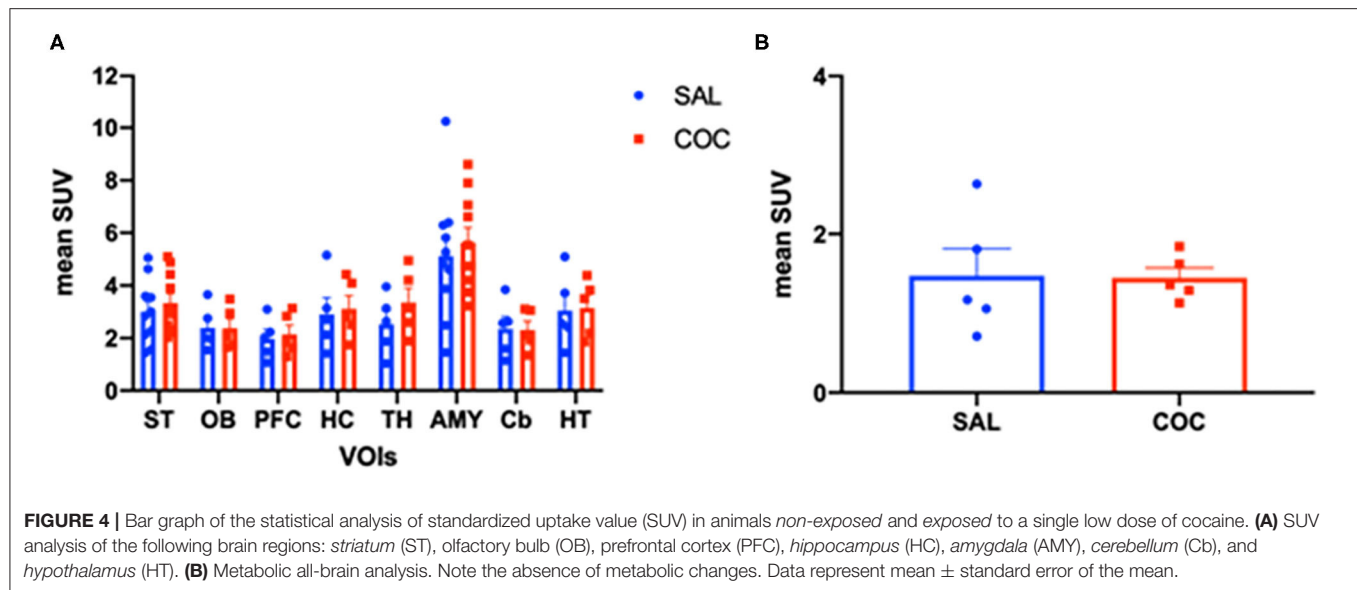 A
B
12
10
8
6
4
2
0
mean SUV
ST OB PFC HC TH AMY Cb HT
VOIs
SAL
COC
4
2
0
mean SUV
SAL COC
FIGURE 4 | Bar graph of the statistical analysis of standardized uptake value (SUV) in animals non-exposed and exposed to a single low dose of cocaine. (A) SUV
analysis of the following brain regions: striatum (ST), olfactory bulb (OB), prefrontal cortex (PFC), hippocampus (HC), amygdala (AMY), cerebellum (Cb), and
hypothalamus (HT). (B) Metabolic all-brain analysis. Note the absence of metabolic changes. Data represent mean ± standard error of the mean.